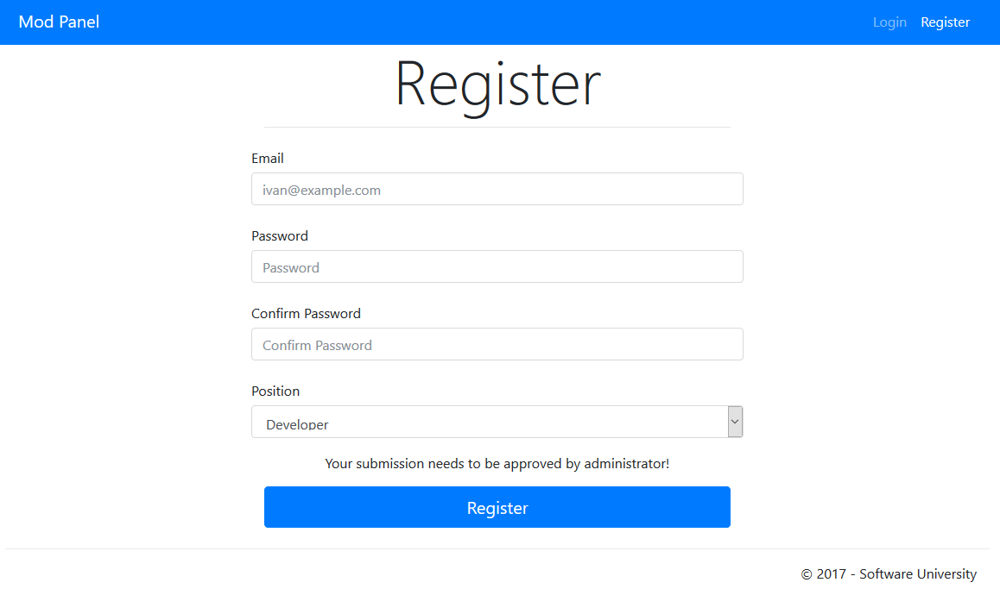 Mod Panel Login Register
Register
Email
ivan@example.com
Password
Password
Confirm Password
Confirm Password
Position
Developer
Your submission needs to be approved by administrator!
Register
© 2017 - Software University